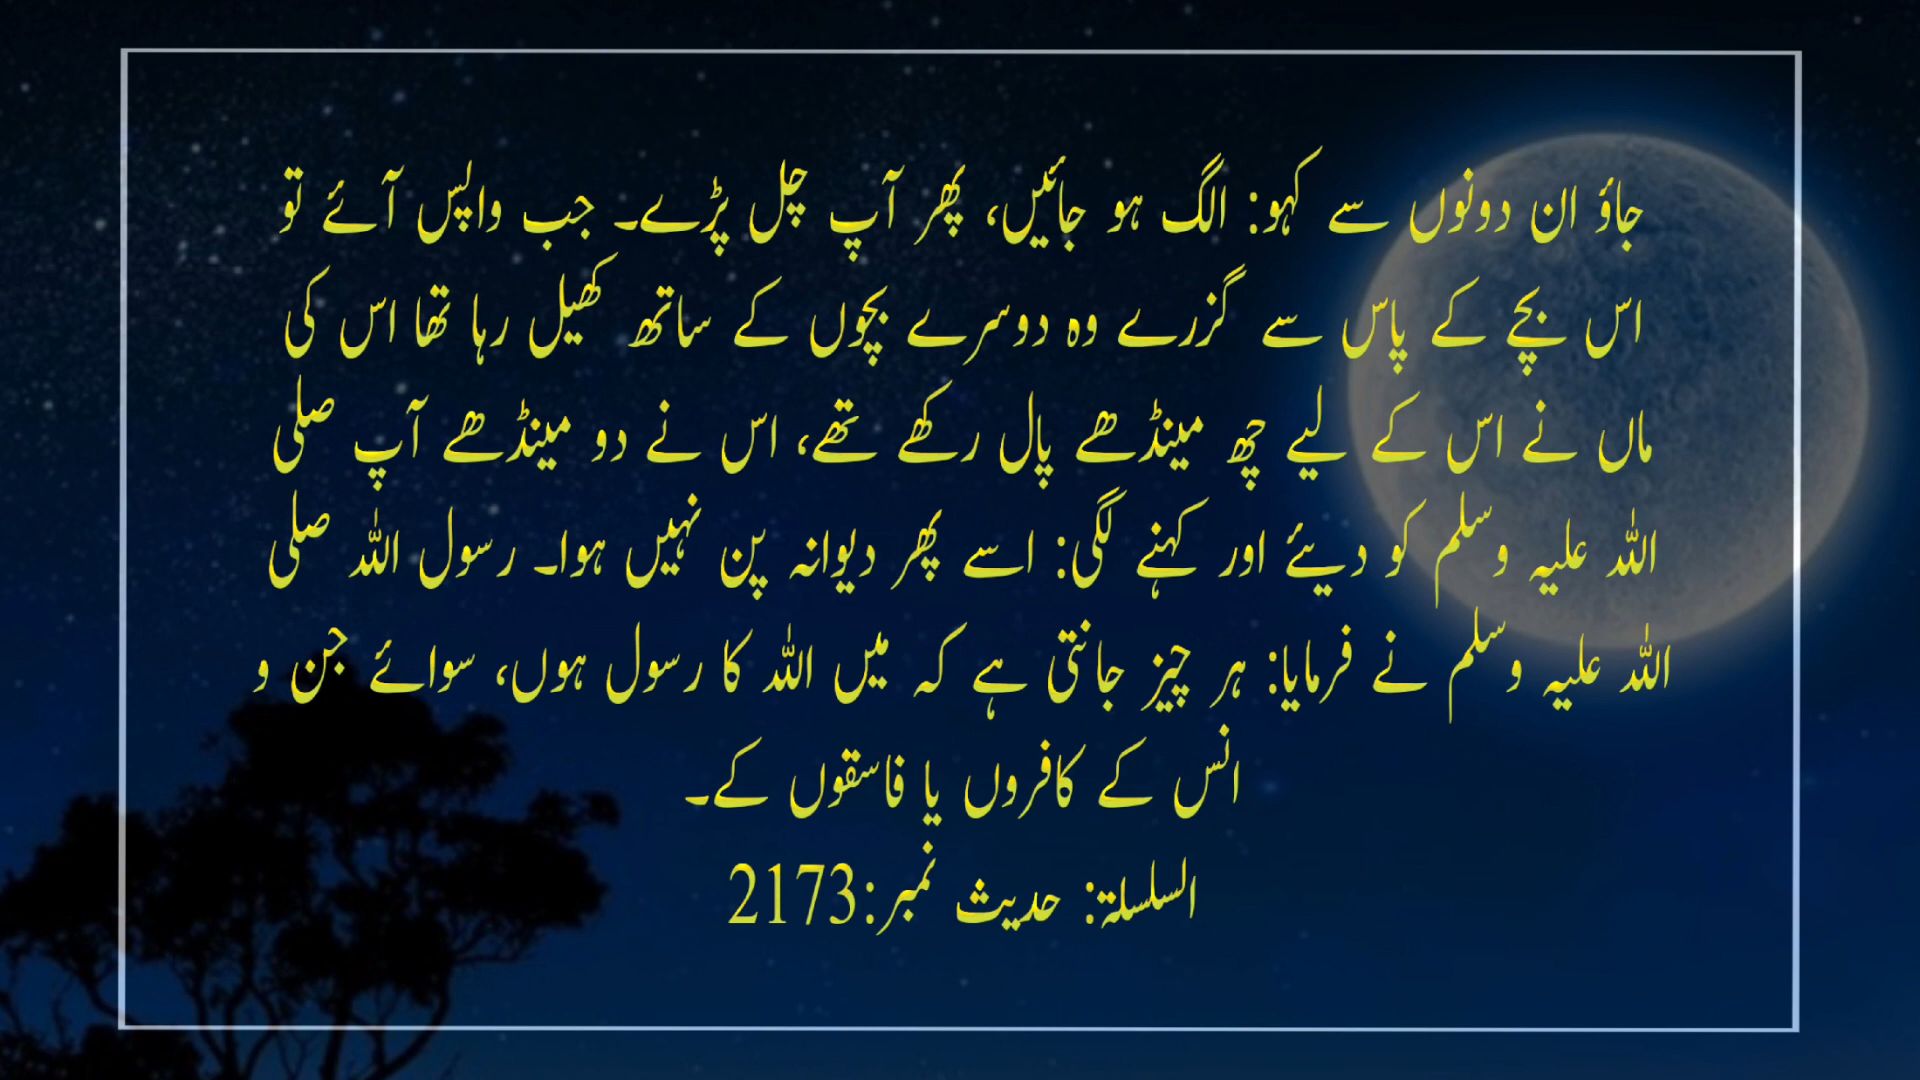 جاؤ ان دونوں سے کہو: الگ ہو جائیں، پھر آپ چل پڑے۔ جب واپس آئے تو
اس بچے کے پاس سے گزرے وہ دوسرے بچوں کے ساتھ کھیل رہا تھا اس کی
ماں نے اس کے لیے چھ مینڈھے پال رکھے تھے، اس نے دو مینڈھے آپ صلی
اللہ علیہ وسلم کو دیئے اور کہنے لگی: اسے پھر دیوانہ پن نہیں ہوا۔ رسول اللہ صلی
اللہ علیہ وسلم نے فرمایا: ہر چیز جانتی ہے کہ میں اللہ کا رسول ہوں، سوائے جن و
انس کے کافروں یا فاسقوں کے۔
السلسلۃ: حدیث نمبر:2173